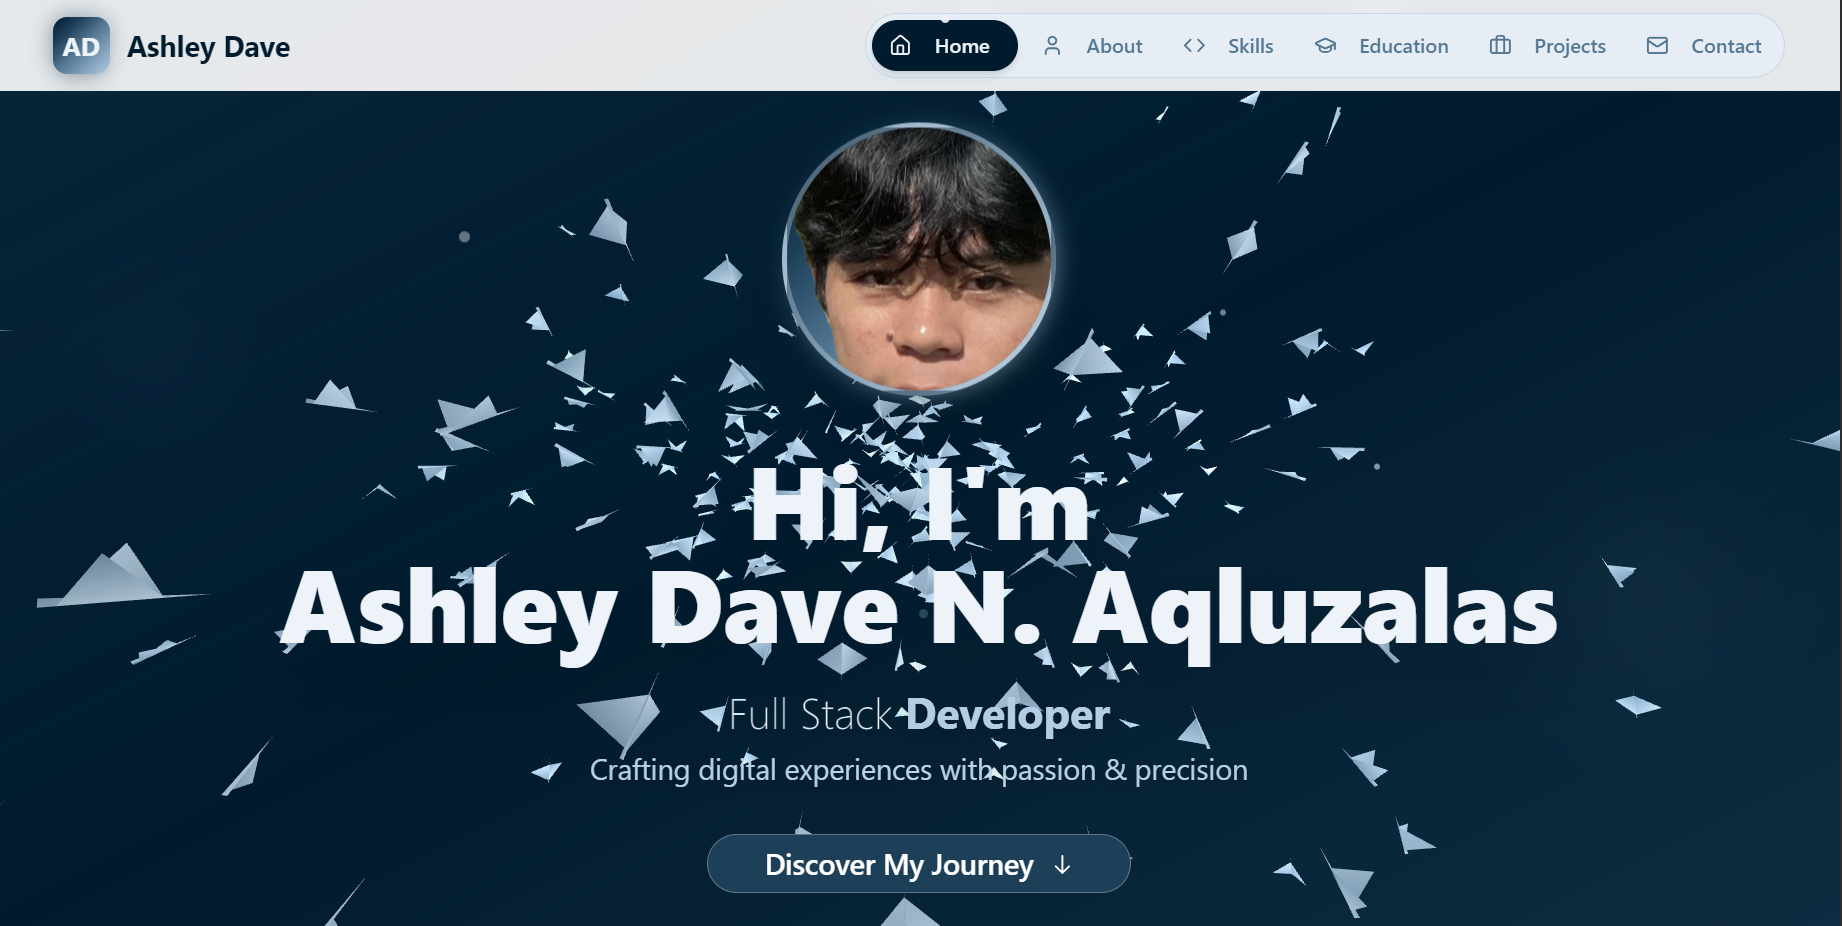 AD
Ashley Dave
Home
About
Skills
Education
Projects
Contact
Hi, I'm
Ashley Dave N. Aqluzalas
Full Stack Developer
Crafting digital experiences with passion & precision
Discover My Journey ↓